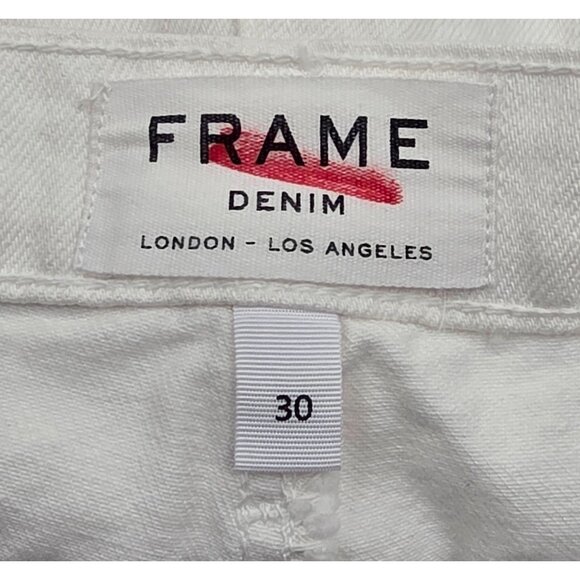 FRAME
DENIM
LONDON - LOS ANGELES
30